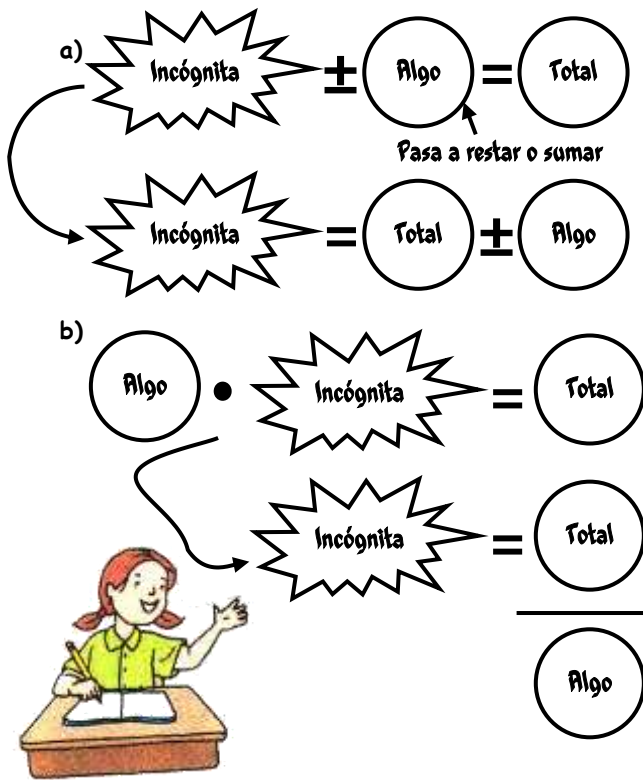 a) Incógnita ± Algo = Total
Pasa a restar o sumar
Incógnita = Total ± Algo
b) Algo • Incógnita = Total
Incógnita = Total
Algo